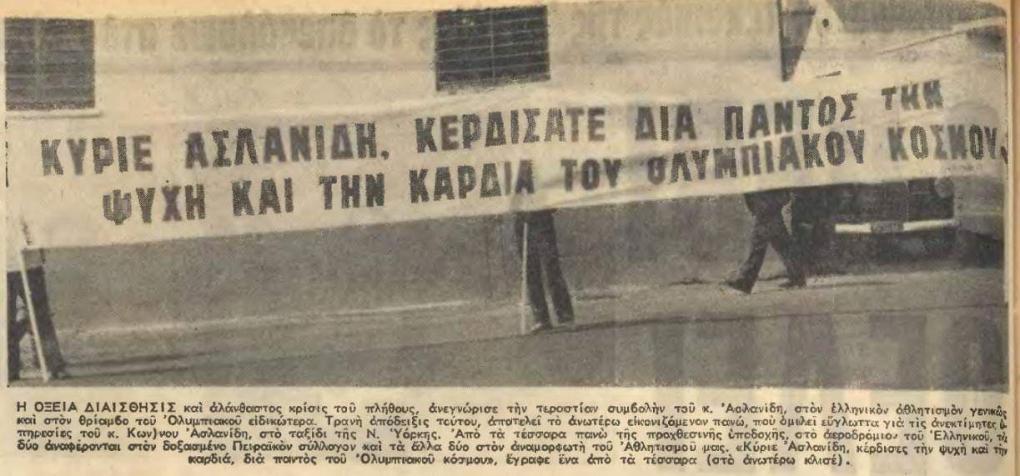 ΚΥΡΙΕ ΑΣΛΑΝΙΔΗ, ΚΕΡΔΙΣΑΤΕ ΔΙΑ ΠΑΝΤΟΣ ΤΗΝ
ΨΥΧΗ ΚΑΙ ΤΗΝ ΚΑΡΔΙΑ ΤΟΥ ΟΛΥΜΠΙΑΚΟΥ ΚΟΣΜΟΥ.
Η ΟΞΕΙΑ ΔΙΑΙΣΘΗΣΙΣ καὶ ἀλάνθαστος κρίσις τοῦ πλήθους, ἀνεγνώρισε τὴν τεροστίαν συμβολὴν τοῦ κ. Ἀσλανίδη, στὸν ἑλληνικὸν ἀθλητισμὸν γενικῶς
καὶ στὸν θρίαμβο τοῦ Ὀλυμπιακοῦ εἰδικώτερα. Τρανὴ ἀπόδειξις τούτου, ἀποτελεῖ τὸ ἀνωτέρω εἰκονιζόμενον πανώ, ποὺ ὁμιλεῖ εὔγλωττα γιὰ τὶς ἀνεκτίμητες ὑ-
πηρεσίες τοῦ κ. Κων)νου Ἀσλανίδη, στὸ ταξίδι τῆς Ν. Ὑόρκης. Ἀπὸ τὰ τέσσαρα πανὼ τῆς προχθεσινῆς ὑποδοχῆς, στὸ ἀεροδρόμιο τοῦ Ἑλληνικοῦ, τὰ
δύο ἀναφέρονται στὸν δοξασμένο Πειραϊκὸν σύλλογον καὶ τὰ ἄλλα δύο στὸν ἀναμορφωτὴ τοῦ Ἀθλητισμοῦ μας. «Κύριε Ἀσλανίδη, κέρδισες τὴν ψυχὴ καὶ τὴν
καρδιά, διὰ παντὸς τοῦ Ὀλυμπιακοῦ κόσμου», ἔγραφε ἕνα ἀπὸ τὰ τέσσαρα (στὸ ἀνωτέρω κλισέ).